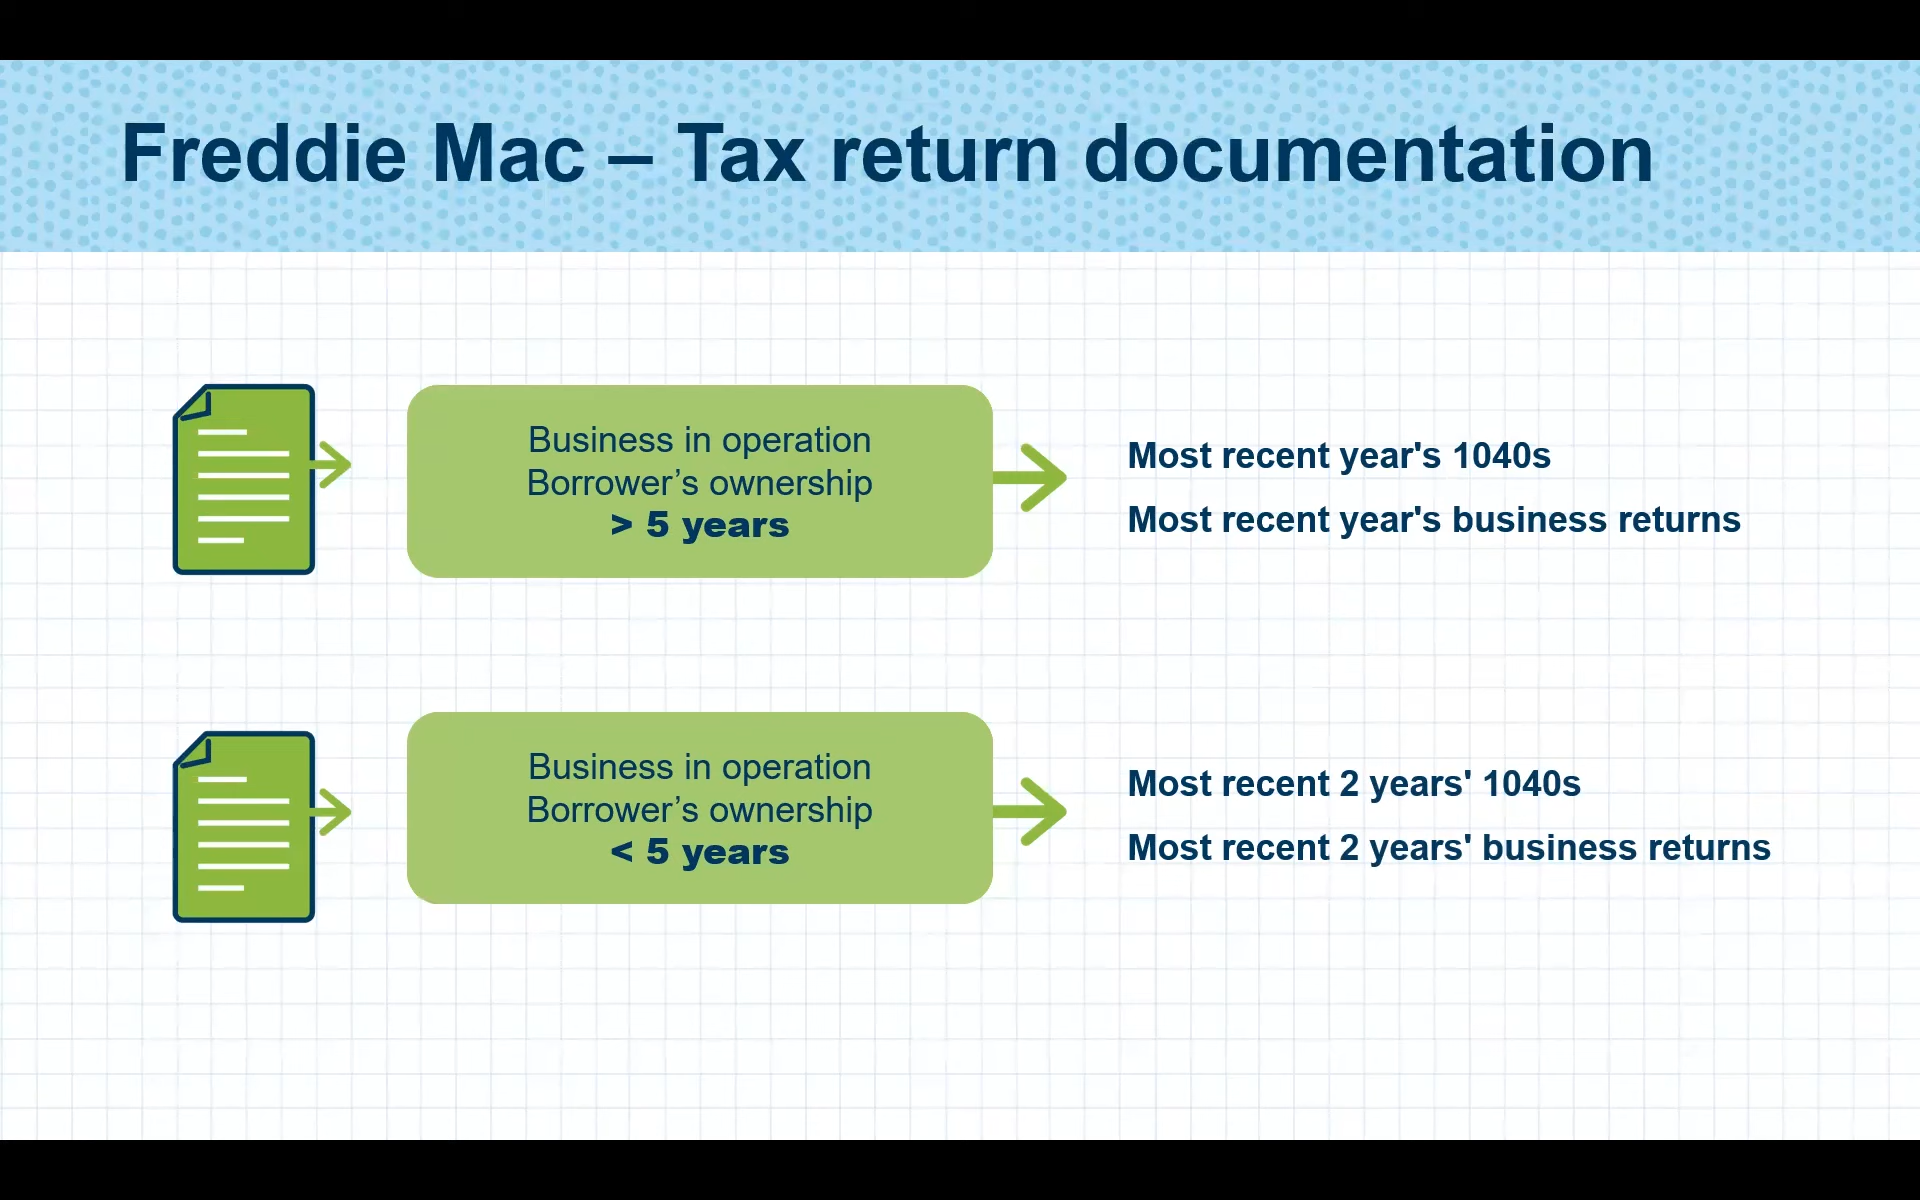 Freddie Mac – Tax return documentation
Business in operation
Borrower’s ownership
> 5 years
Most recent year's 1040s
Most recent year's business returns
Business in operation
Borrower’s ownership
< 5 years
Most recent 2 years' 1040s
Most recent 2 years' business returns